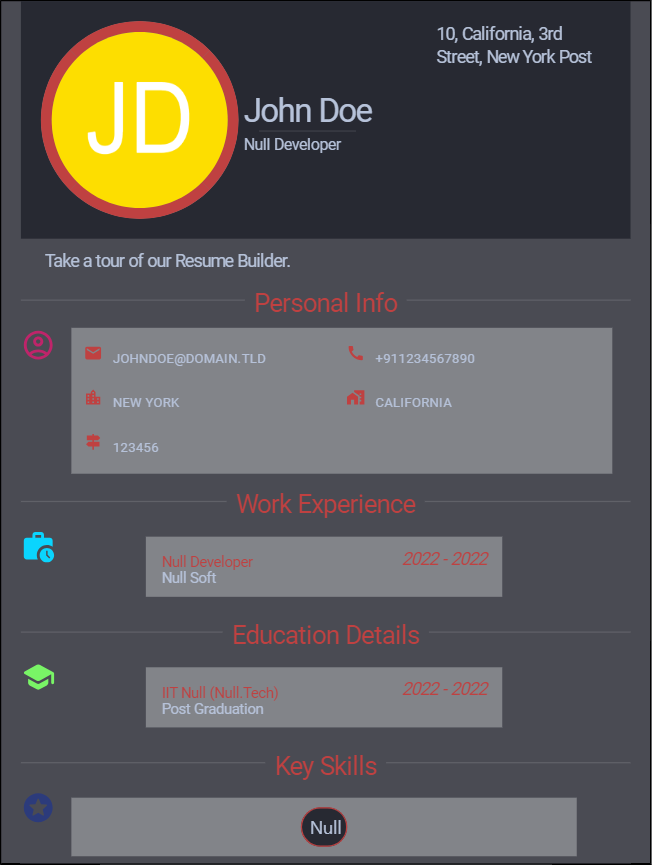 10, California, 3rd
Street, New York Post
JD
John Doe
Null Developer
Take a tour of our Resume Builder.
Personal Info
JOHNDOE@DOMAIN.TLD
+911234567890
NEW YORK
CALIFORNIA
123456
Work Experience
Null Developer
2022 - 2022
Null Soft
Education Details
IIT Null (Null.Tech)
2022 - 2022
Post Graduation
Key Skills
Null